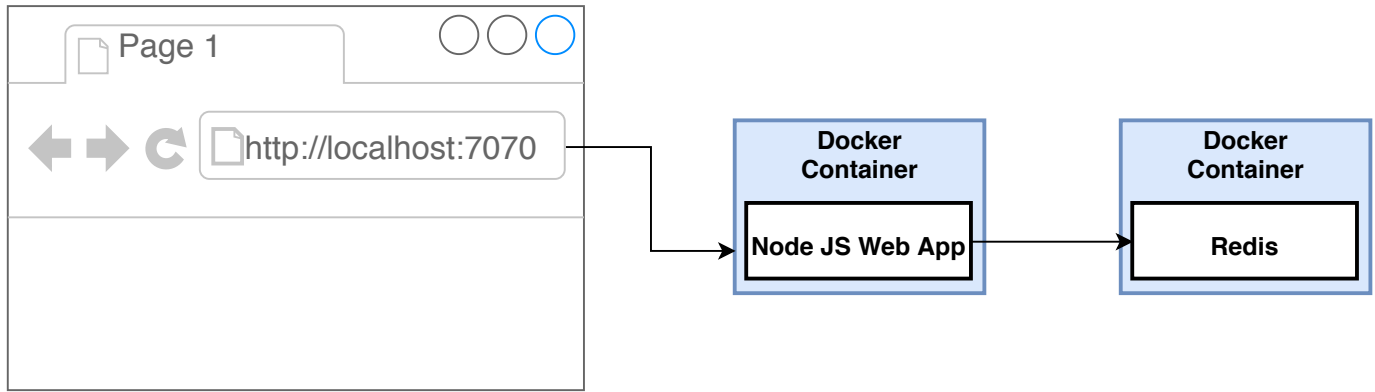 Page 1
http://localhost:7070
Docker
Container
Node JS Web App
Docker
Container
Redis